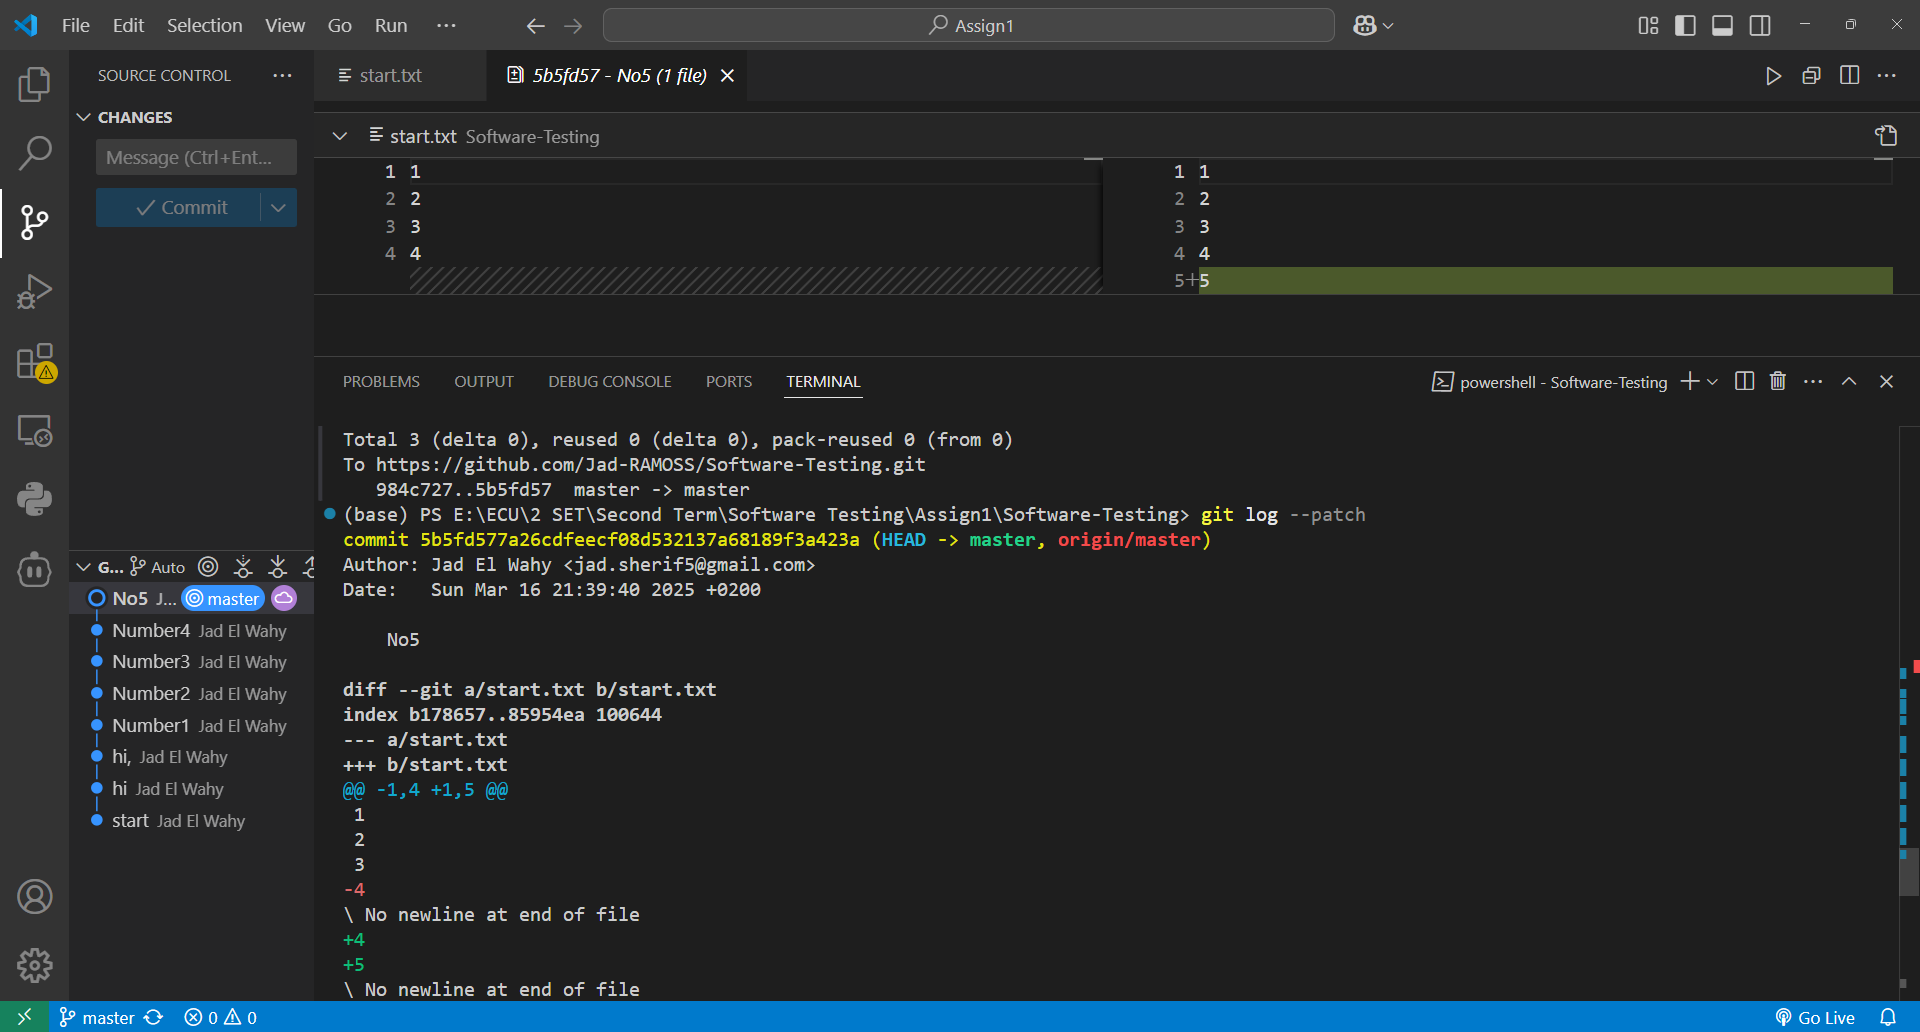 File Edit Selection View Go Run ··· Assign1
SOURCE CONTROL ···
CHANGES
Message (Ctrl+Ent...
Commit
G... Auto
No5 J... master
Number4 Jad El Wahy
Number3 Jad El Wahy
Number2 Jad El Wahy
Number1 Jad El Wahy
hi, Jad El Wahy
hi Jad El Wahy
start Jad El Wahy
start.txt 5b5fd57 - No5 (1 file)
start.txt Software-Testing
1 1 1 1
2 2 2 2
3 3 3 3
4 4 4 4
5+5
PROBLEMS OUTPUT DEBUG CONSOLE PORTS TERMINAL powershell - Software-Testing
Total 3 (delta 0), reused 0 (delta 0), pack-reused 0 (from 0)
To https://github.com/Jad-RAMOSS/Software-Testing.git
984c727..5b5fd57 master -> master
(base) PS E:\ECU\2 SET\Second Term\Software Testing\Assign1\Software-Testing> git log --patch
commit 5b5fd577a26cdfeecf08d532137a68189f3a423a (HEAD -> master, origin/master)
Author: Jad El Wahy <jad.sherif5@gmail.com>
Date: Sun Mar 16 21:39:40 2025 +0200
No5
diff --git a/start.txt b/start.txt
index b178657..85954ea 100644
--- a/start.txt
+++ b/start.txt
@@ -1,4 +1,5 @@
1
2
3
-4
\ No newline at end of file
+4
+5
\ No newline at end of file
master 0 0 Go Live